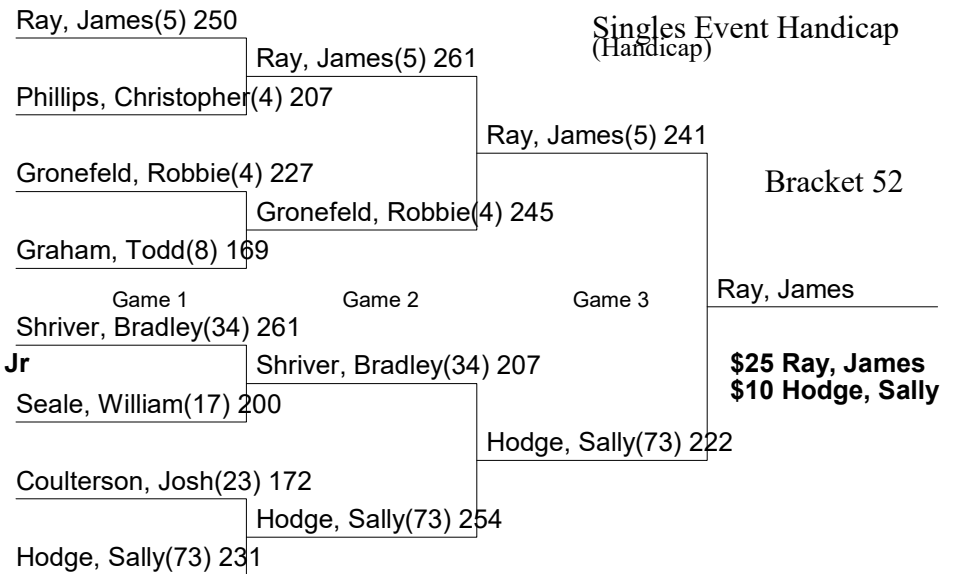 Ray, James(5) 250
Singles Event Handicap
(Handicap)
Ray, James(5) 261
Phillips, Christopher(4) 207
Ray, James(5) 241
Gronefeld, Robbie(4) 227
Bracket 52
Gronefeld, Robbie(4) 245
Graham, Todd(8) 169
Game 1
Game 2
Game 3
Ray, James
Shriver, Bradley(34) 261
Jr
Shriver, Bradley(34) 207
$25 Ray, James
$10 Hodge, Sally
Seale, William(17) 200
Hodge, Sally(73) 222
Coulterson, Josh(23) 172
Hodge, Sally(73) 254
Hodge, Sally(73) 231